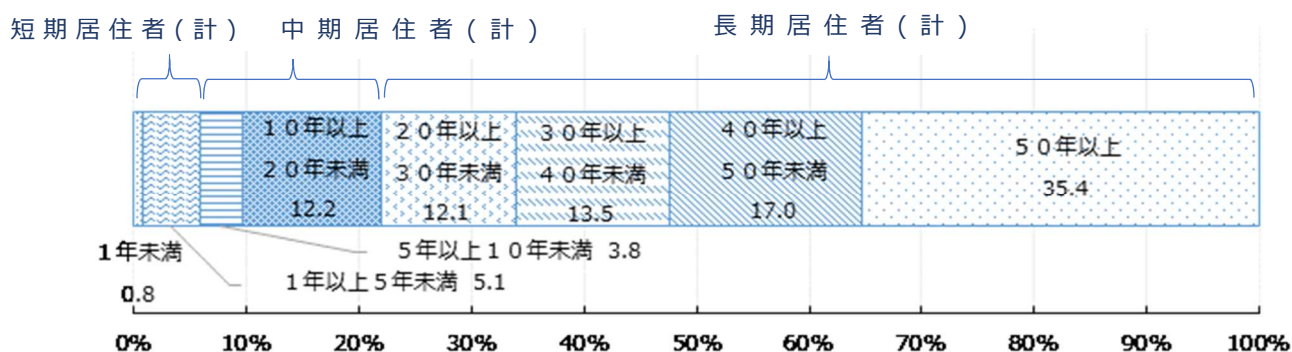 短期居住者(計) 中期居住者(計) 長期居住者(計)
10年以上
20年未満
12.2
20年以上
30年未満
12.1
30年以上
40年未満
13.5
40年以上
50年未満
17.0
50年以上
35.4
1年未満
0.8
5年以上10年未満 3.8
1年以上5年未満 5.1
0% 10% 20% 30% 40% 50% 60% 70% 80% 90% 100%